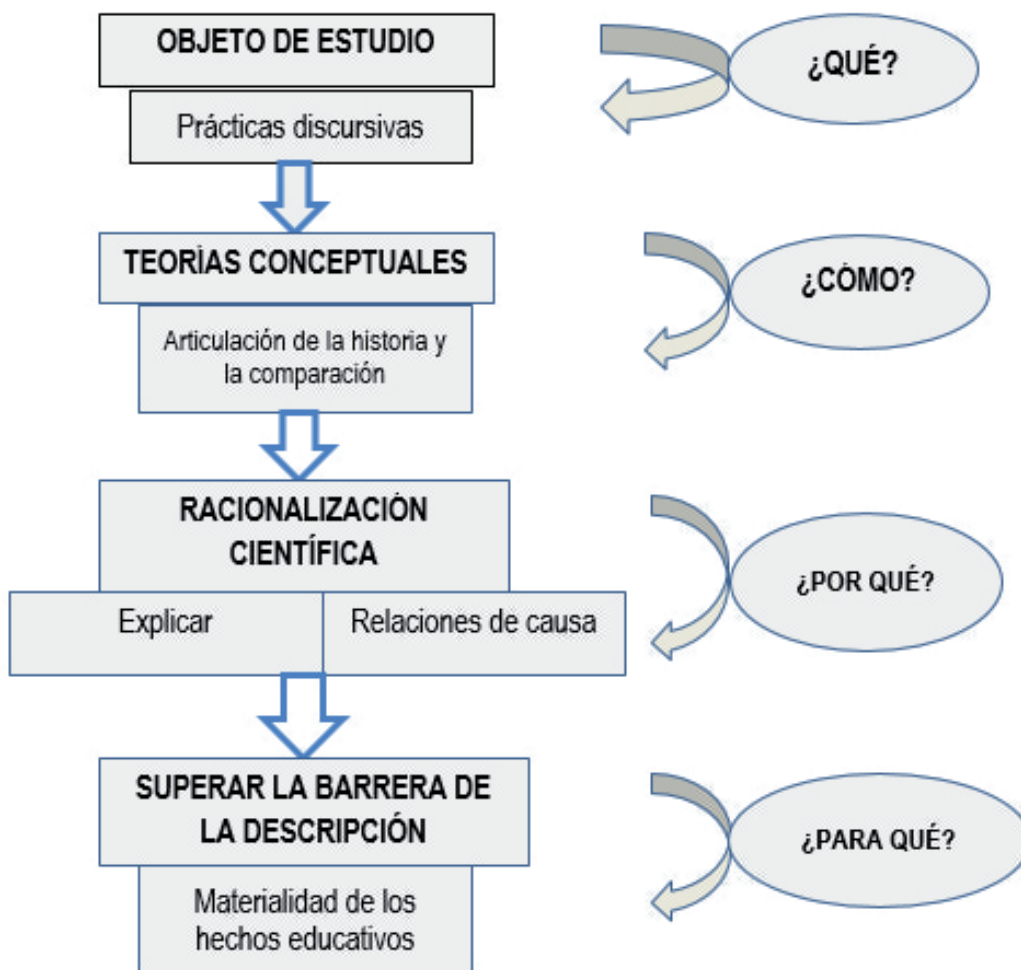 OBJETO DE ESTUDIO
¿QUÉ?
Prácticas discursivas
TEORÍAS CONCEPTUALES
¿CÓMO?
Articulación de la historia y
la comparación
RACIONALIZACIÓN
CIENTÍFICA
¿POR QUÉ?
Explicar
Relaciones de causa
SUPERAR LA BARRERA DE
LA DESCRIPCIÓN
¿PARA QUÉ?
Materialidad de los
hechos educativos